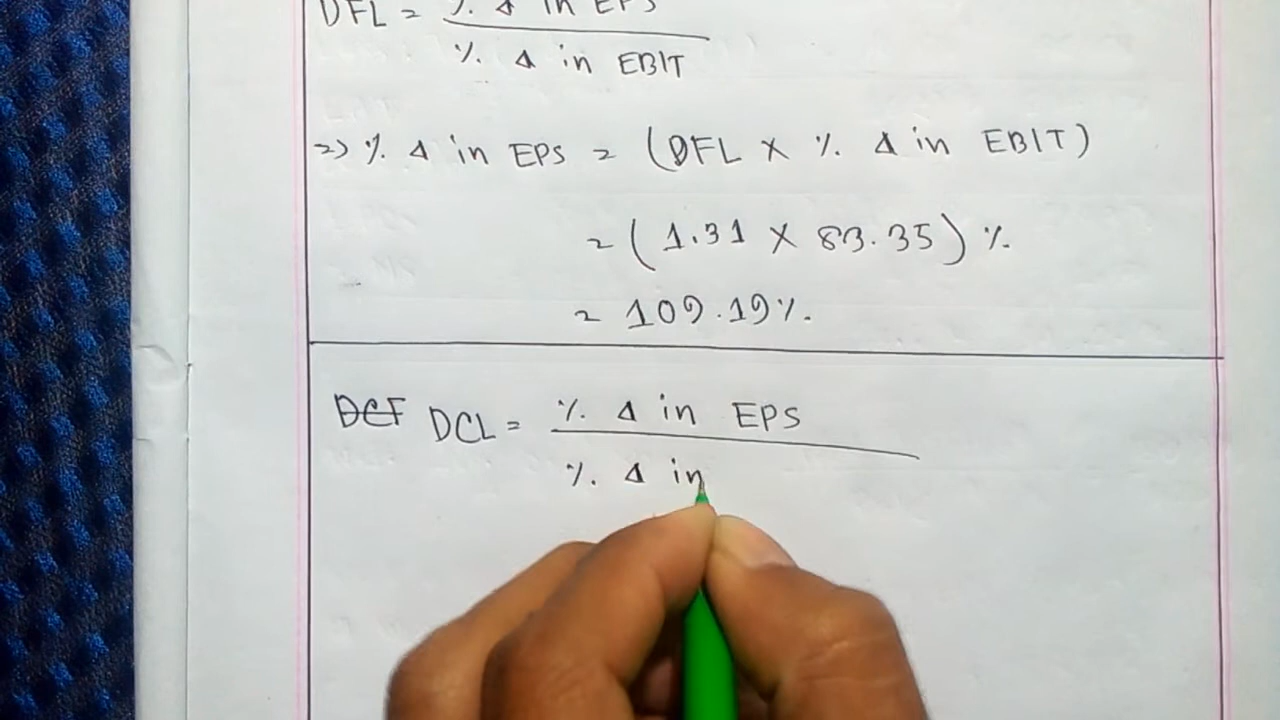 DFL = % Δ in EPS
% Δ in EBIT
=> % Δ in EPS = (DFL X % Δ in EBIT)
= (1.31 X 83.35) %
= 109.19%.
DCF DCL = % Δ in EPS
% Δ in